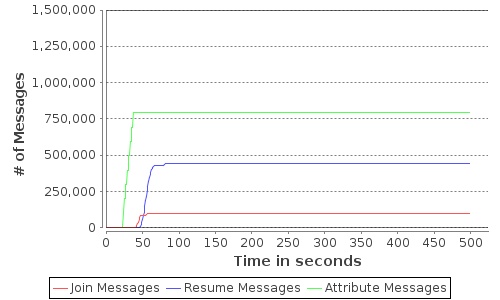 1,500,000
1,250,000
1,000,000
750,000
500,000
250,000
0
# of Messages
0 50 100 150 200 250 300 350 400 450 500
Time in seconds
Join Messages Resume Messages Attribute Messages